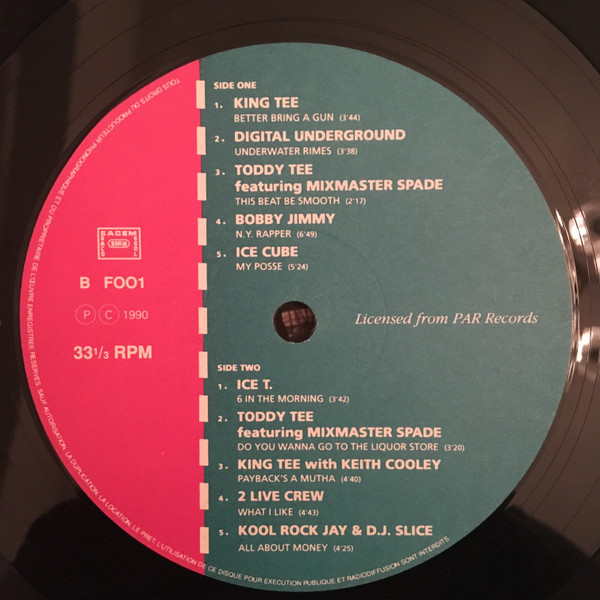 SIDE ONE
1. KING TEE
BETTER BRING A GUN (3'44)
2. DIGITAL UNDERGROUND
UNDERWATER RIMES (3'38)
3. TODDY TEE
featuring MIXMASTER SPADE
THIS BEAT BE SMOOTH (2'17)
4. BOBBY JIMMY
N.Y. RAPPER (6'49)
5. ICE CUBE
MY POSSE (5'24)
SACEM
B FOO1
P C 1990
33 1/3 RPM
Licensed from PAR Records
SIDE TWO
1. ICE T.
6 IN THE MORNING (3'42)
2. TODDY TEE
featuring MIXMASTER SPADE
DO YOU WANNA GO TO THE LIQUOR STORE (3'20)
3. KING TEE with KEITH COOLEY
PAYBACK'S A MUTHA (4'40)
4. 2 LIVE CREW
WHAT I LIKE (4'43)
5. KOOL ROCK JAY & D.J. SLICE
ALL ABOUT MONEY (4'25)
TOUS DROITS DU PRODUCTEUR PHONOGRAPHIQUE ET DU PROPRIETAIRE DE L'ŒUVRE ENREGISTREE RESERVES. SAUF AUTORISATION, LA DUPLICATION, LA LOCATION, LE PRET, L'UTILISATION DE CE DISQUE POUR EXECUTION PUBLIQUE ET RADIODIFFUSION SONT INTERDITS